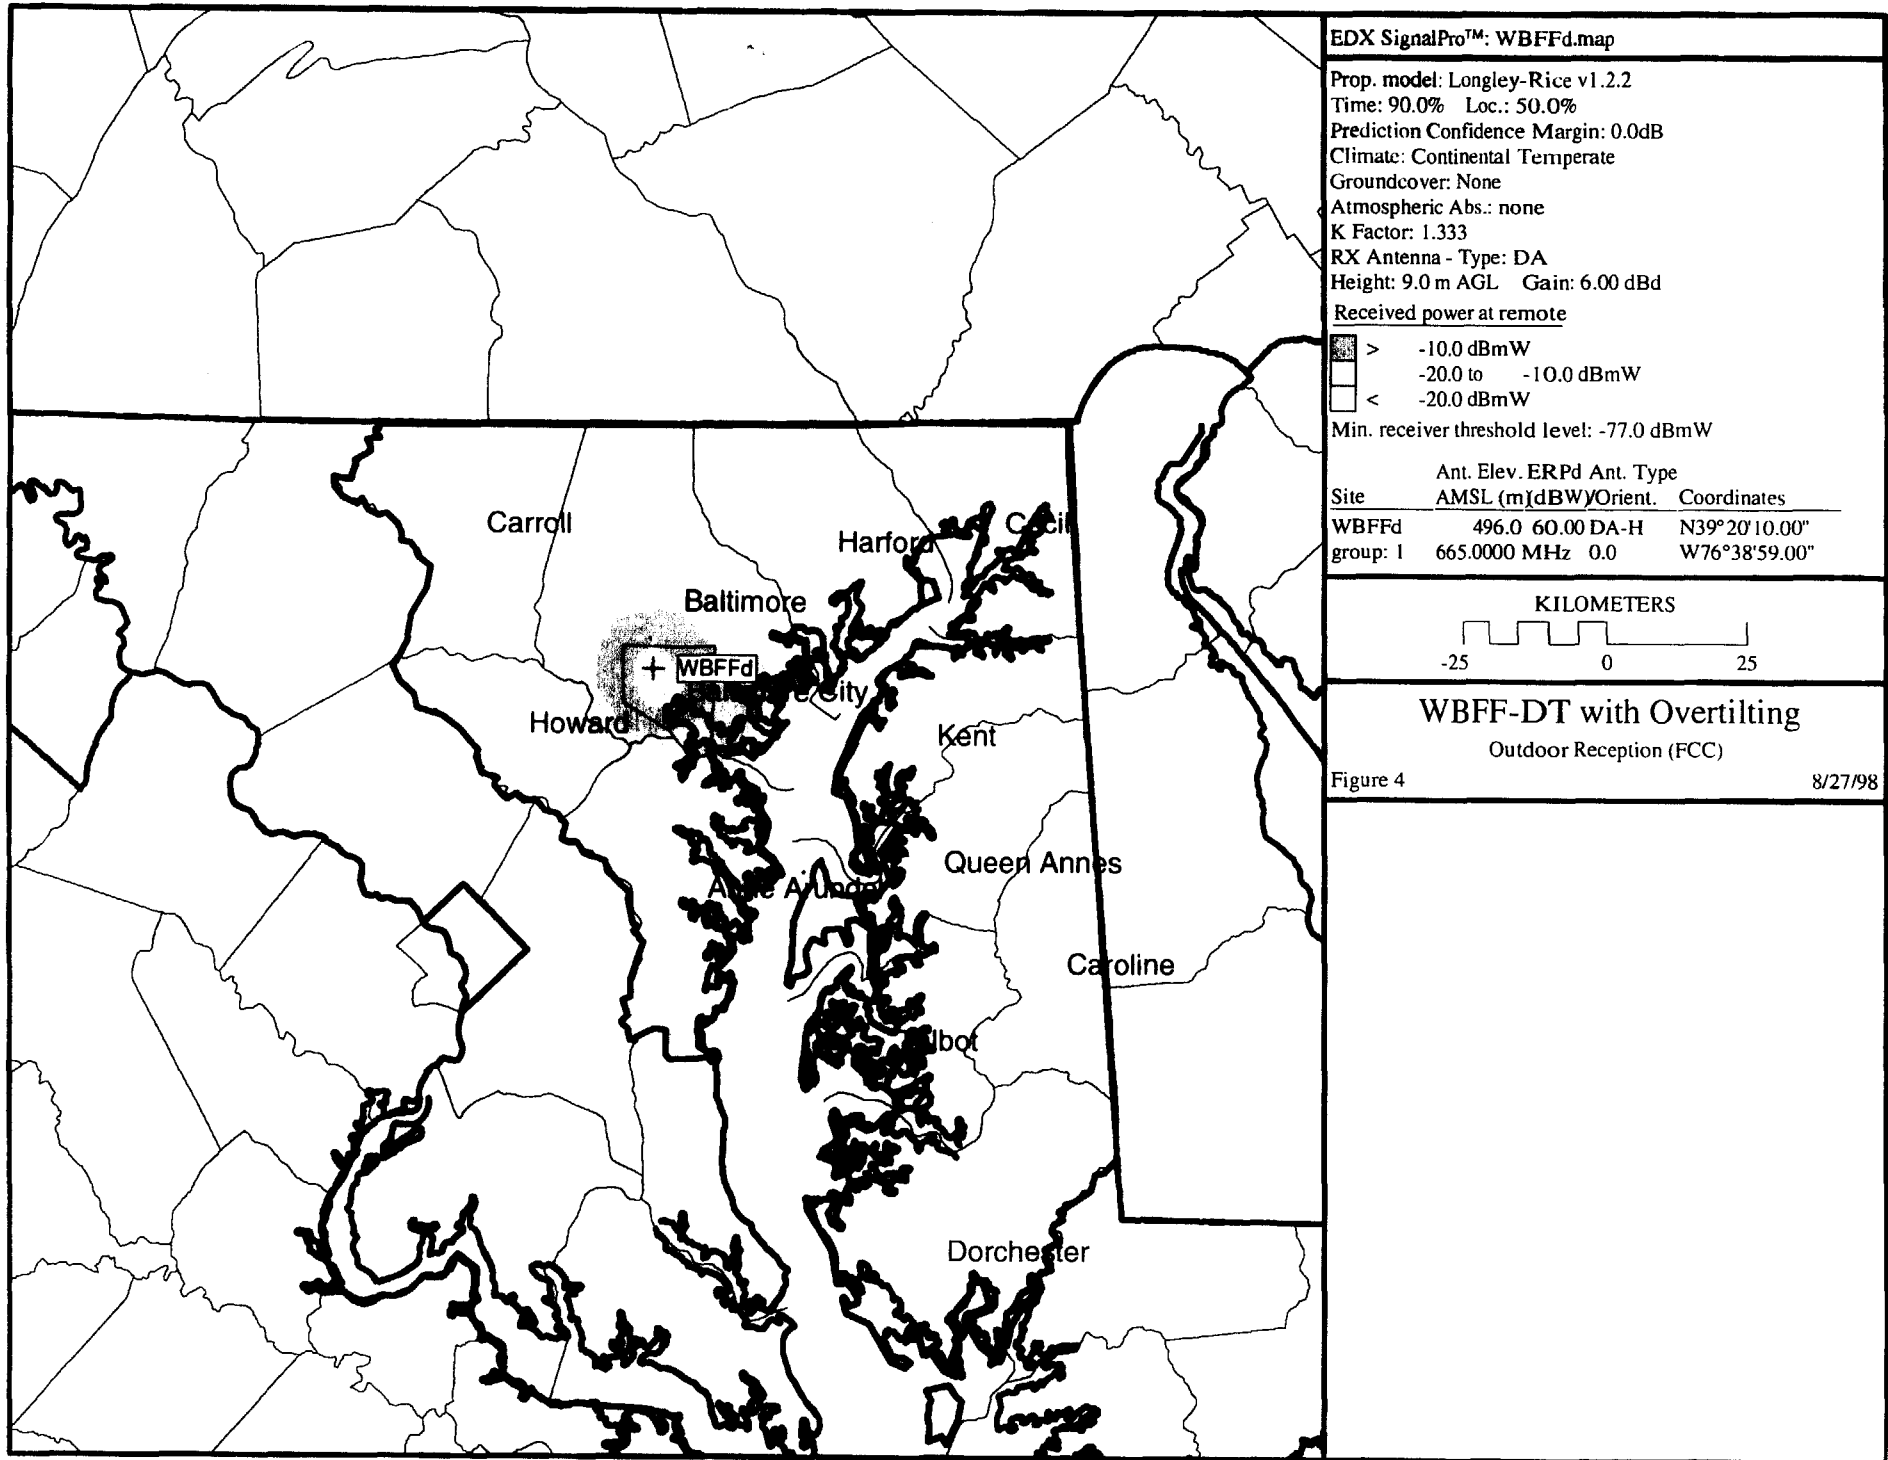 EDX SignalPro™: WBFFd.map
Prop. model: Longley-Rice v1.2.2
Time: 90.0% Loc.: 50.0%
Prediction Confidence Margin: 0.0dB
Climate: Continental Temperate
Groundcover: None
Atmospheric Abs.: none
K Factor: 1.333
RX Antenna - Type: DA
Height: 9.0 m AGL Gain: 6.00 dBd
Received power at remote
> -10.0 dBmW
-20.0 to -10.0 dBmW
< -20.0 dBmW
Min. receiver threshold level: -77.0 dBmW
Ant. Elev. ERPd Ant. Type
Site AMSL (m)(dBW)/Orient. Coordinates
WBFFd 496.0 60.00 DA-H N39°20'10.00"
group: 1 665.0000 MHz 0.0 W76°38'59.00"
KILOMETERS
-25 0 25
WBFF-DT with Overtilting
Outdoor Reception (FCC)
Figure 4 8/27/98
Carroll
Harford
Cecil
Baltimore
WBFFd
City
Howard
Kent
Queen Annes
Anne Arundel
Caroline
lbot
Dorchester